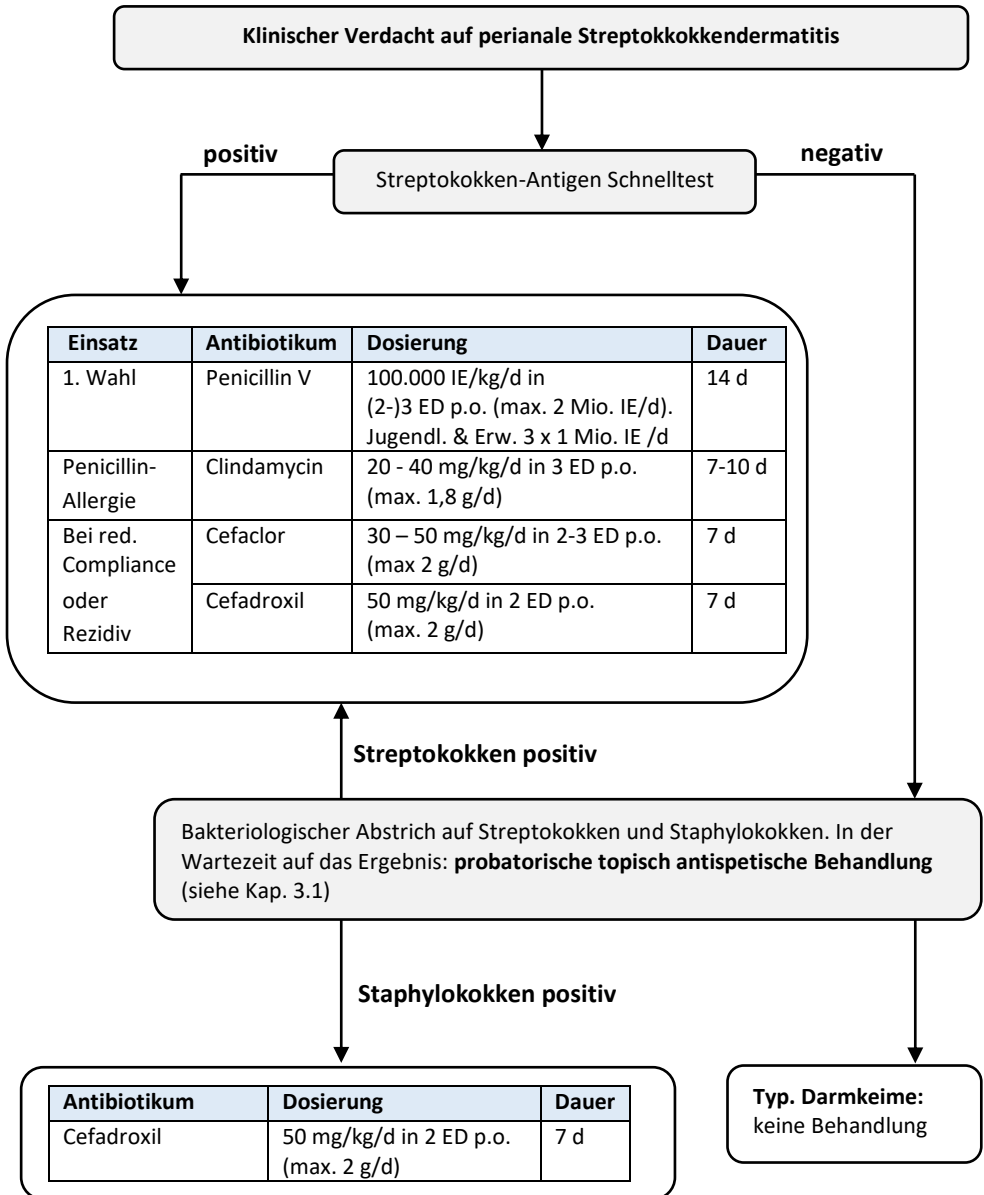 Klinischer Verdacht auf perianale Streptokkokkendermatitis
positiv
negativ
Streptokokken-Antigen Schnelltest
Einsatz Antibiotikum Dosierung Dauer
1. Wahl Penicillin V 100.000 IE/kg/d in 14 d
(2-)3 ED p.o. (max. 2 Mio. IE/d).
Jugendl. & Erw. 3 x 1 Mio. IE /d
Penicillin- Clindamycin 20 - 40 mg/kg/d in 3 ED p.o. 7-10 d
Allergie (max. 1,8 g/d)
Bei red. Cefaclor 30 – 50 mg/kg/d in 2-3 ED p.o. 7 d
Compliance (max 2 g/d)
oder Cefadroxil 50 mg/kg/d in 2 ED p.o. 7 d
Rezidiv (max. 2 g/d)
Streptokokken positiv
Bakteriologischer Abstrich auf Streptokokken und Staphylokokken. In der
Wartezeit auf das Ergebnis: probatorische topisch antispetische Behandlung
(siehe Kap. 3.1)
Staphylokokken positiv
Antibiotikum Dosierung Dauer
Cefadroxil 50 mg/kg/d in 2 ED p.o. 7 d
(max. 2 g/d)
Typ. Darmkeime:
keine Behandlung